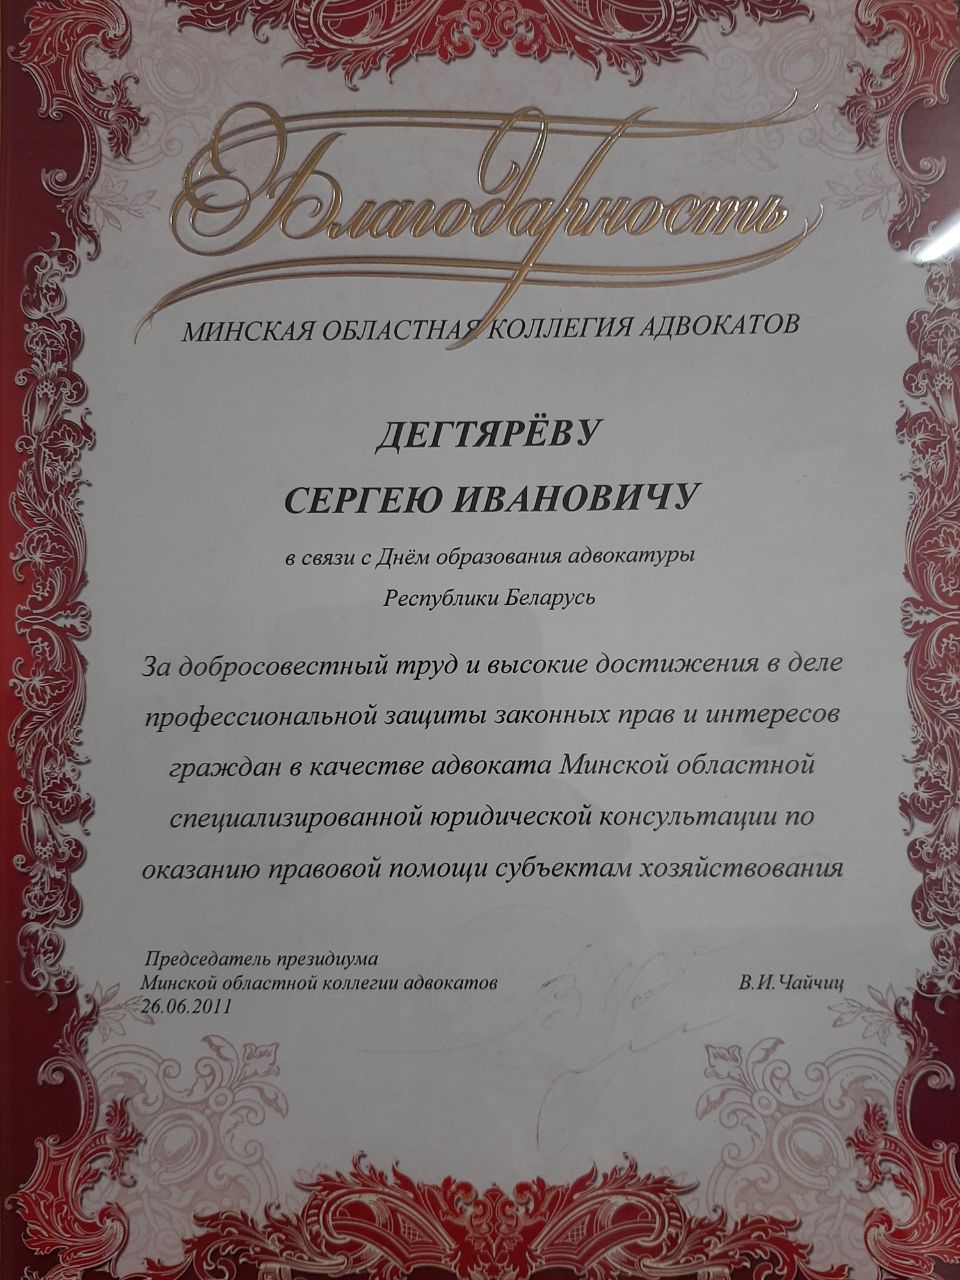 Благодарность
МИНСКАЯ ОБЛАСТНАЯ КОЛЛЕГИЯ АДВОКАТОВ
ДЕГТЯРЁВУ
СЕРГЕЮ ИВАНОВИЧУ
в связи с Днём образования адвокатуры
Республики Беларусь
За добросовестный труд и высокие достижения в деле
профессиональной защиты законных прав и интересов
граждан в качестве адвоката Минской областной
специализированной юридической консультации по
оказанию правовой помощи субъектам хозяйствования
Председатель президиума
Минской областной коллегии адвокатов В.И.Чайчиц
26.06.2011